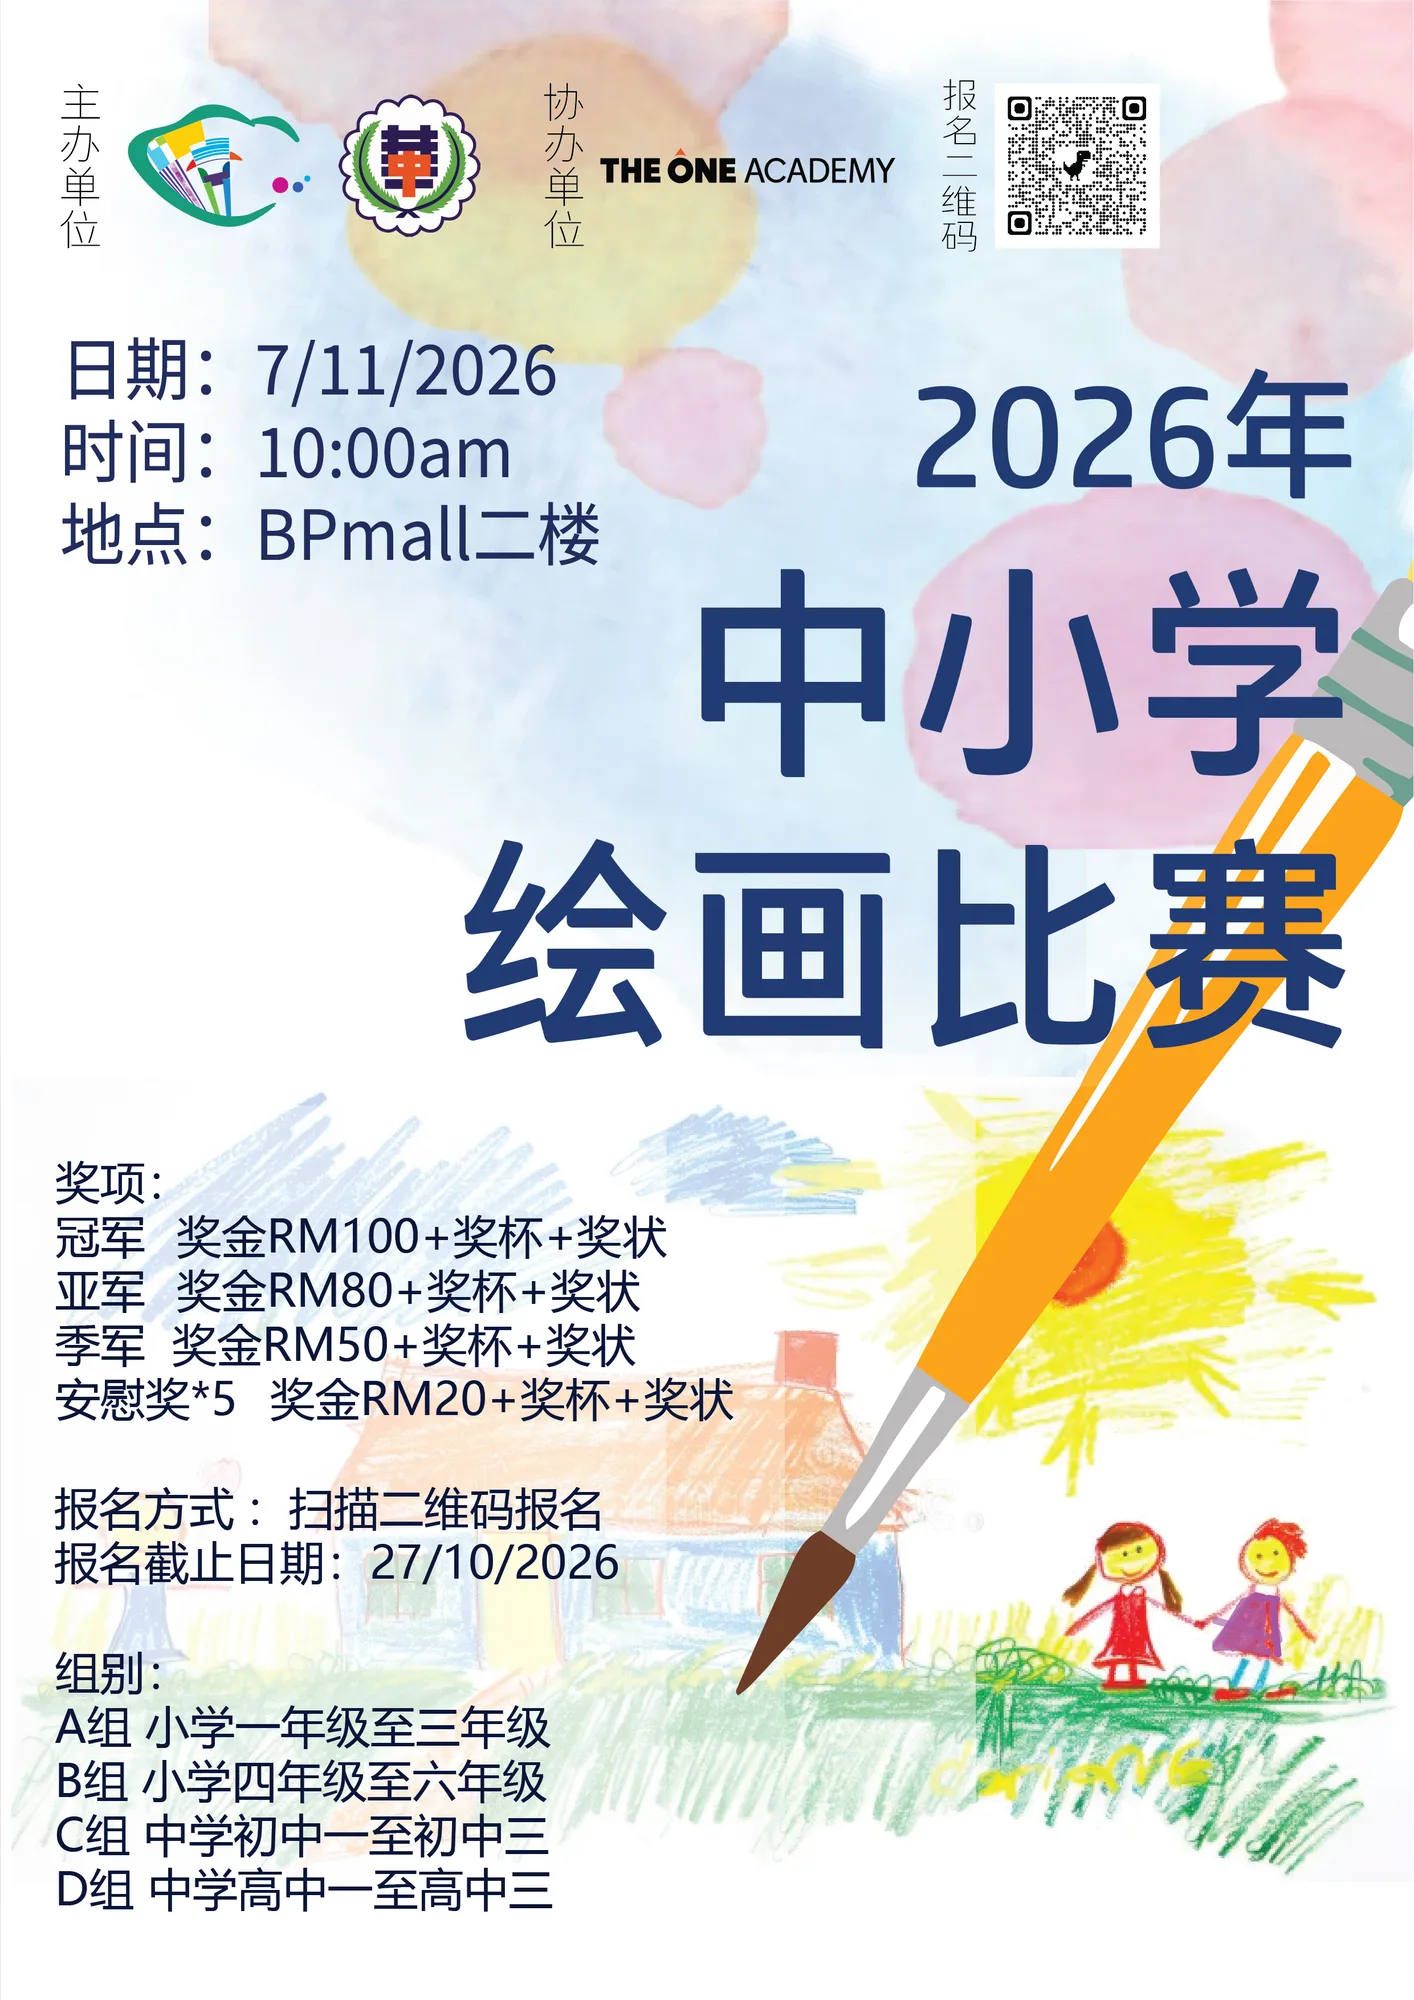 主办单位
華中
协办单位
THE ONE ACADEMY
报名二维码
日期：7/11/2026
时间：10:00am
地点：BPmall二楼
2026年
中小学
绘画比赛
奖项：
冠军 奖金RM100+奖杯+奖状
亚军 奖金RM80+奖杯+奖状
季军 奖金RM50+奖杯+奖状
安慰奖*5 奖金RM20+奖杯+奖状
报名方式 ：扫描二维码报名
报名截止日期：27/10/2026
组别：
A组 小学一年级至三年级
B组 小学四年级至六年级
C组 中学初中一至初中三
D组 中学高中一至高中三